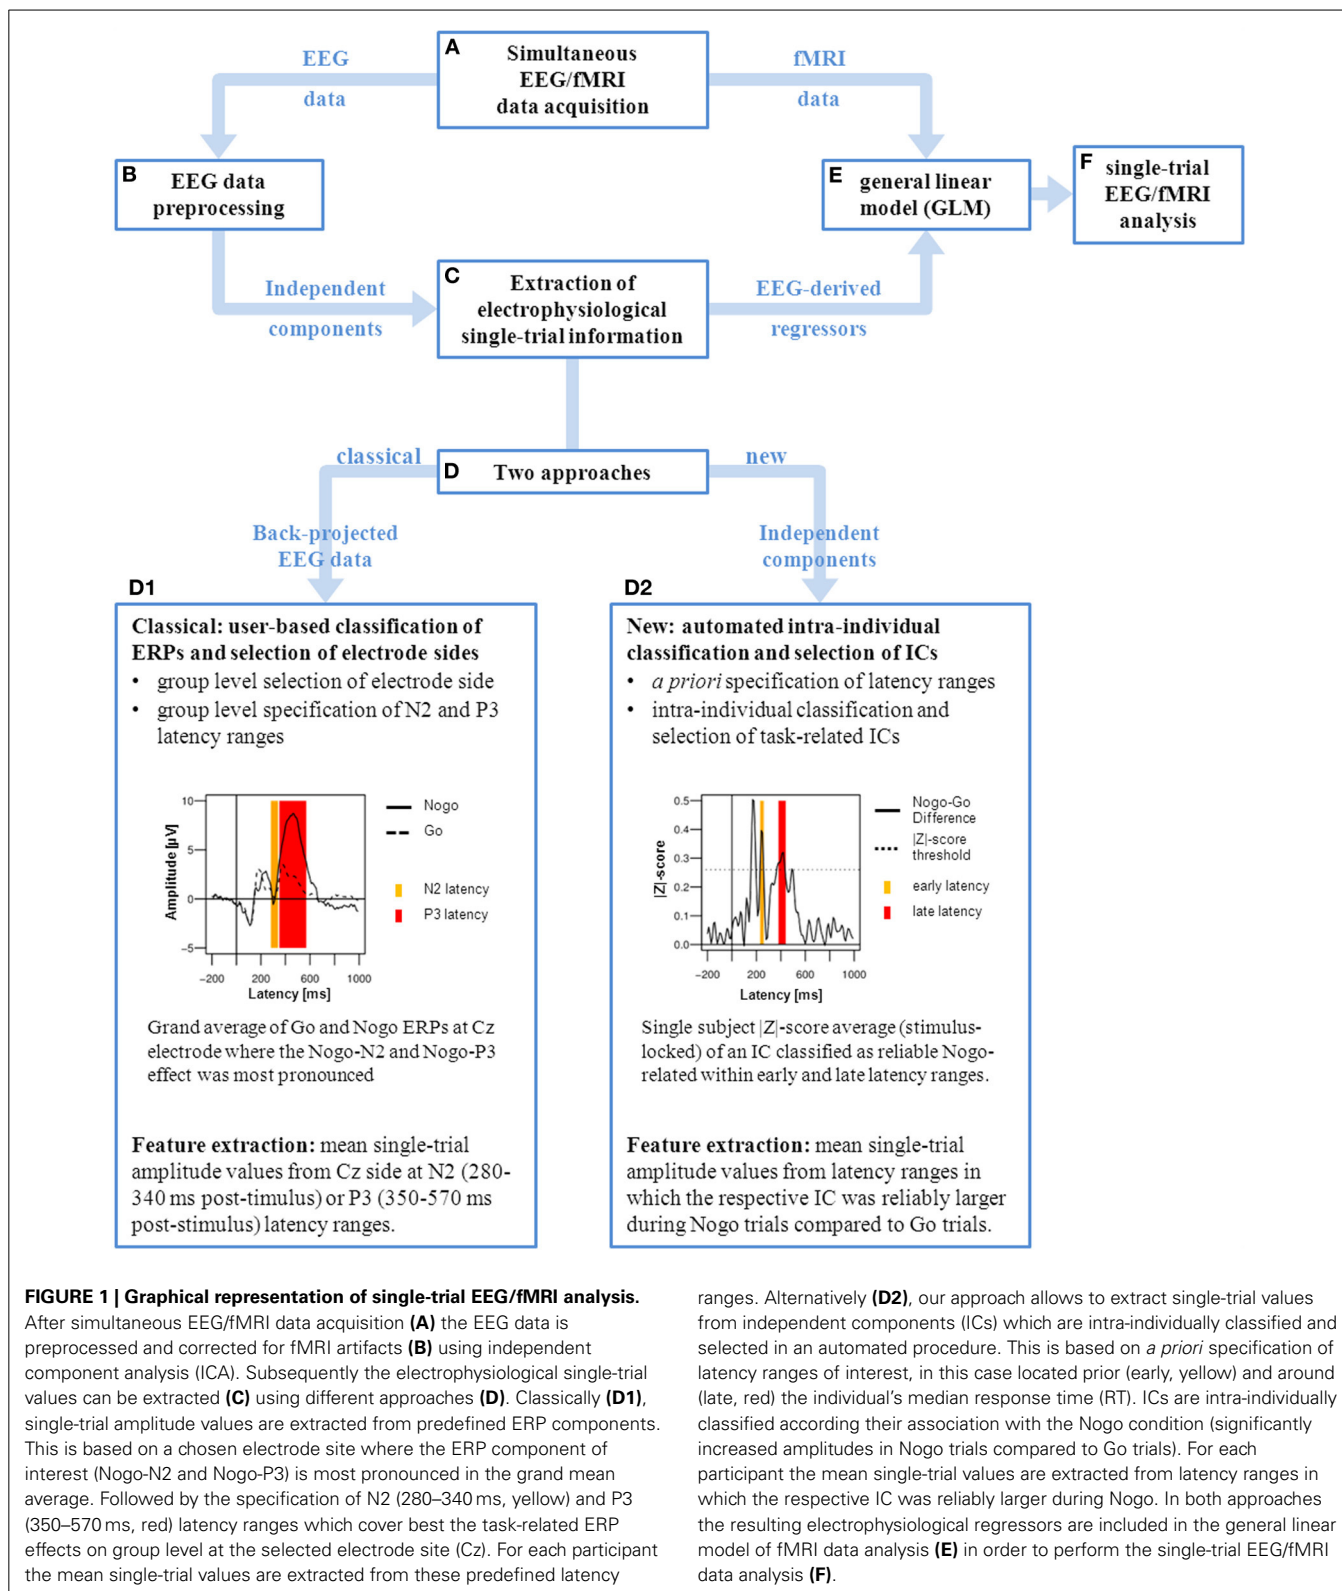 A
Simultaneous
EEG/fMRI
data acquisition
EEG
data
fMRI
data
B
EEG data
preprocessing
E
general linear
model (GLM)
F
single-trial
EEG/fMRI
analysis
Independent
components
C
Extraction of
electrophysiological
single-trial information
EEG-derived
regressors
classical
D
Two approaches
new
Back-projected
EEG data
Independent
components
D1
Classical: user-based classification of
ERPs and selection of electrode sides
• group level selection of electrode side
• group level specification of N2 and P3
latency ranges
Amplitude [µV]
10
5
0
−5
−200
200
600
1000
Latency [ms]
Nogo
Go
N2 latency
P3 latency
Grand average of Go and Nogo ERPs at Cz
electrode where the Nogo-N2 and Nogo-P3
effect was most pronounced
Feature extraction: mean single-trial
amplitude values from Cz side at N2 (280-
340 ms post-timulus) or P3 (350-570 ms
post-stimulus) latency ranges.
D2
New: automated intra-individual
classification and selection of ICs
• a priori specification of latency ranges
• intra-individual classification and
selection of task-related ICs
|Z|-score
0.5
0.4
0.3
0.2
0.1
0.0
−200
200
600
1000
Latency [ms]
Nogo-Go
Difference
|Z|-score
threshold
early latency
late latency
Single subject |Z|-score average (stimulus-
locked) of an IC classified as reliable Nogo-
related within early and late latency ranges.
Feature extraction: mean single-trial
amplitude values from latency ranges in
which the respective IC was reliably larger
during Nogo trials compared to Go trials.
FIGURE 1 | Graphical representation of single-trial EEG/fMRI analysis.
After simultaneous EEG/fMRI data acquisition (A) the EEG data is
preprocessed and corrected for fMRI artifacts (B) using independent
component analysis (ICA). Subsequently the electrophysiological single-trial
values can be extracted (C) using different approaches (D). Classically (D1),
single-trial amplitude values are extracted from predefined ERP components.
This is based on a chosen electrode site where the ERP component of
interest (Nogo-N2 and Nogo-P3) is most pronounced in the grand mean
average. Followed by the specification of N2 (280–340 ms, yellow) and P3
(350–570 ms, red) latency ranges which cover best the task-related ERP
effects on group level at the selected electrode site (Cz). For each participant
the mean single-trial values are extracted from these predefined latency
ranges. Alternatively (D2), our approach allows to extract single-trial values
from independent components (ICs) which are intra-individually classified and
selected in an automated procedure. This is based on a priori specification of
latency ranges of interest, in this case located prior (early, yellow) and around
(late, red) the individual's median response time (RT). ICs are intra-individually
classified according their association with the Nogo condition (significantly
increased amplitudes in Nogo trials compared to Go trials). For each
participant the mean single-trial values are extracted from latency ranges in
which the respective IC was reliably larger during Nogo. In both approaches
the resulting electrophysiological regressors are included in the general linear
model of fMRI data analysis (E) in order to perform the single-trial EEG/fMRI
data analysis (F).